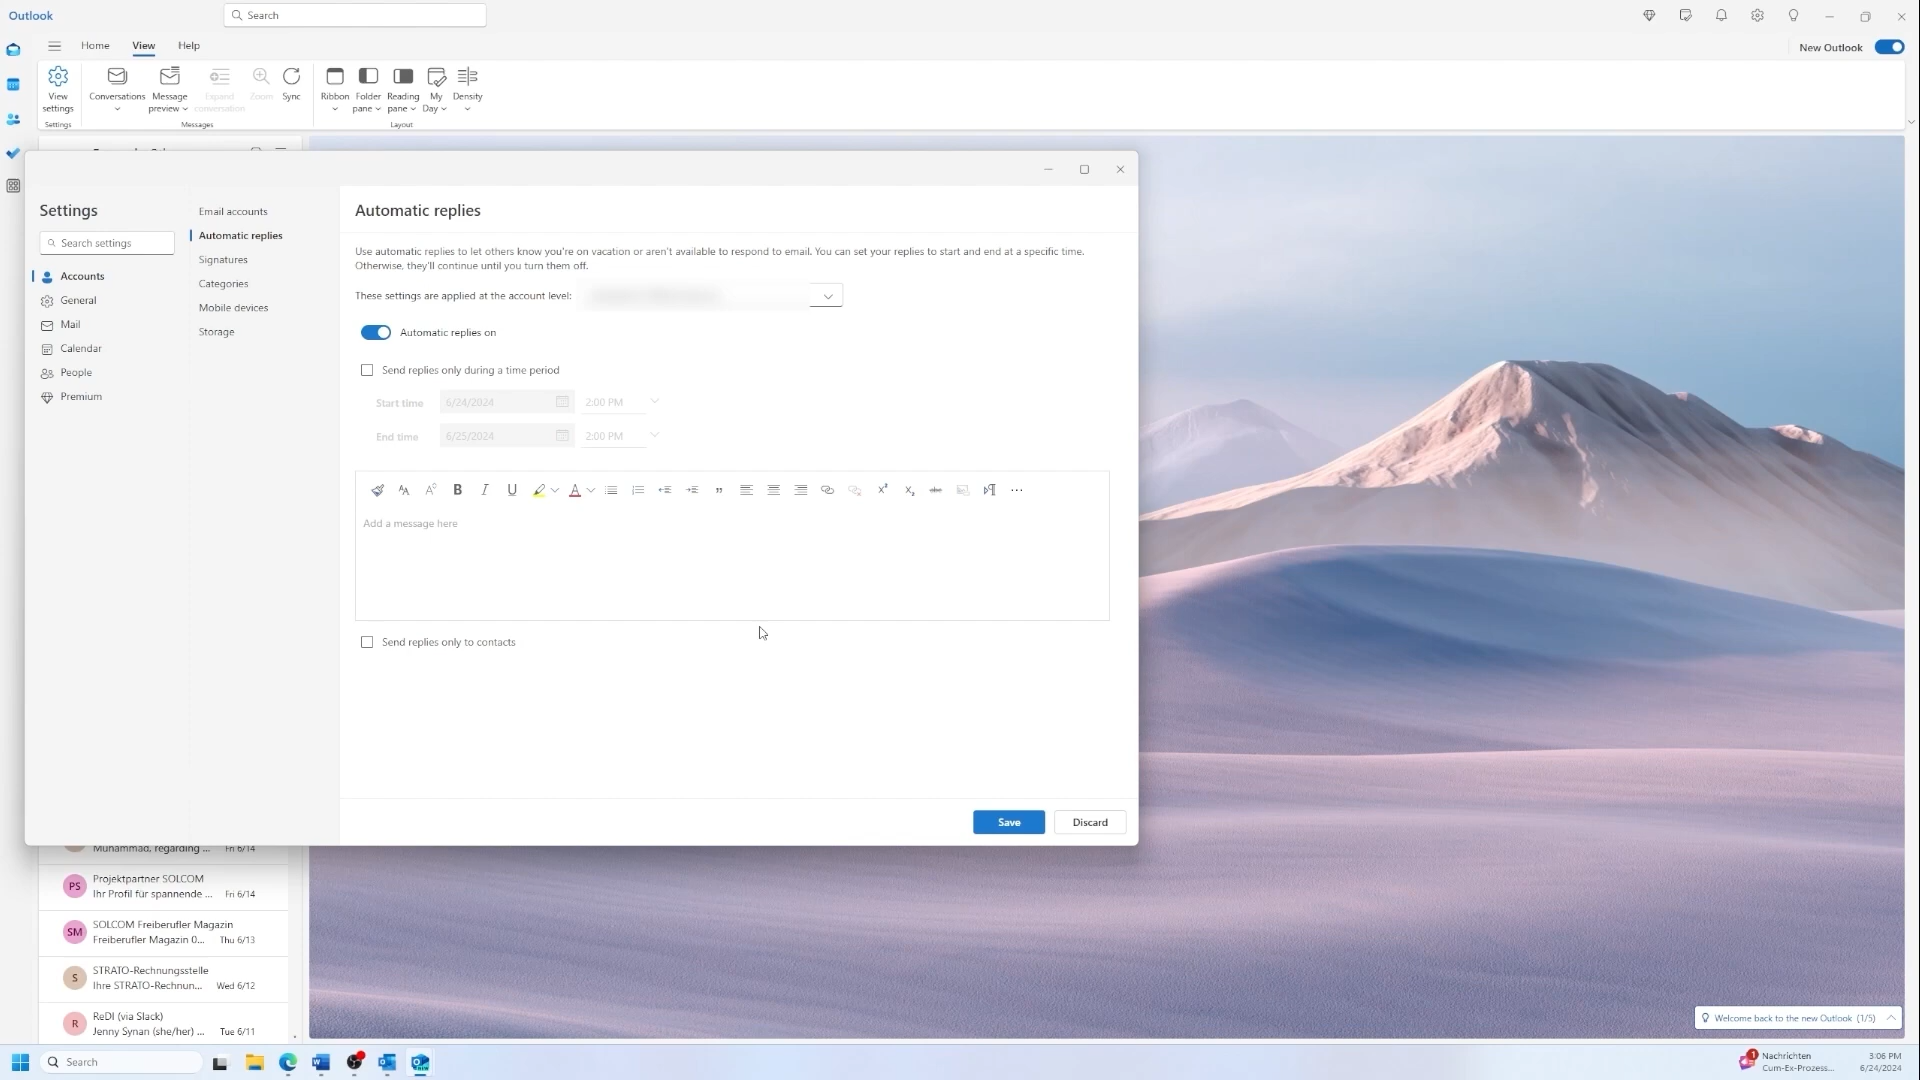 Outlook
Search
Home
View
Help
New Outlook
View settings
Conversations
Message preview
Expand conversation
Zoom
Sync
Ribbon
Folder pane
Reading pane
My Day
Density
Settings
Messages
Layout
Settings
Search settings
Accounts
General
Mail
Calendar
People
Premium
Email accounts
Automatic replies
Signatures
Categories
Mobile devices
Storage
Automatic replies
Use automatic replies to let others know you're on vacation or aren't available to respond to email. You can set your replies to start and end at a specific time.
Otherwise, they'll continue until you turn them off.
These settings are applied at the account level:
Automatic replies on
Send replies only during a time period
Start time 6/24/2024 2:00 PM
End time 6/25/2024 2:00 PM
Add a message here
Send replies only to contacts
Save
Discard
Muhammad, regarding ... Fri 6/14
PS
Projektpartner SOLCOM
Ihr Profil für spannende ... Fri 6/14
SM
SOLCOM Freiberufler Magazin
Freiberufler Magazin 0... Thu 6/13
S
STRATO-Rechnungsstelle
Ihre STRATO-Rechnun... Wed 6/12
R
ReDI (via Slack)
Jenny Synan (she/her) ... Tue 6/11
Welcome back to the new Outlook (1/5)
Search
1
Nachrichten
Cum-Ex-Prozess...
3:06 PM
6/24/2024